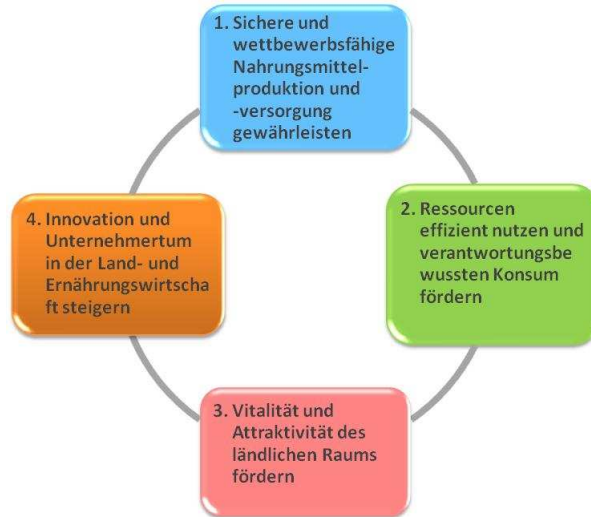 1. Sichere und
wettbewerbsfähige
Nahrungsmittel-
produktion und
-versorgung
gewährleisten
2. Ressourcen
effizient nutzen und
verantwortungsbe
wussten Konsum
fördern
3. Vitalität und
Attraktivität des
ländlichen Raums
fördern
4. Innovation und
Unternehmertum
in der Land- und
Ernährungswirtscha
ft steigern